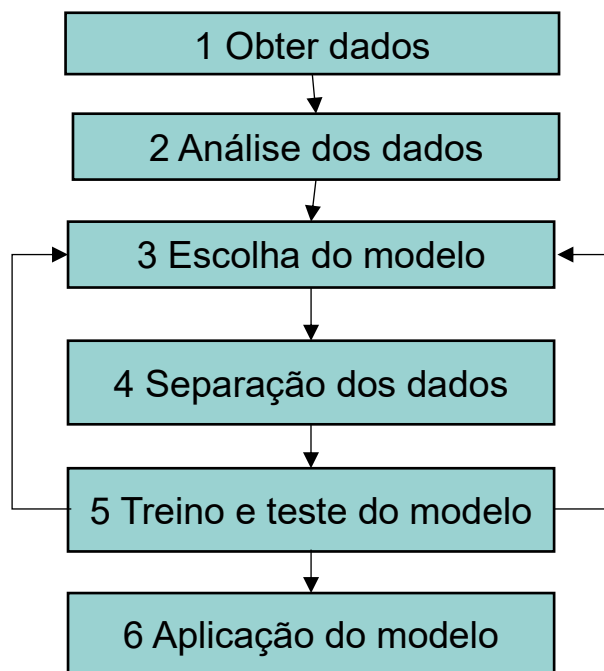 1 Obter dados
2 Análise dos dados
3 Escolha do modelo
4 Separação dos dados
5 Treino e teste do modelo
6 Aplicação do modelo